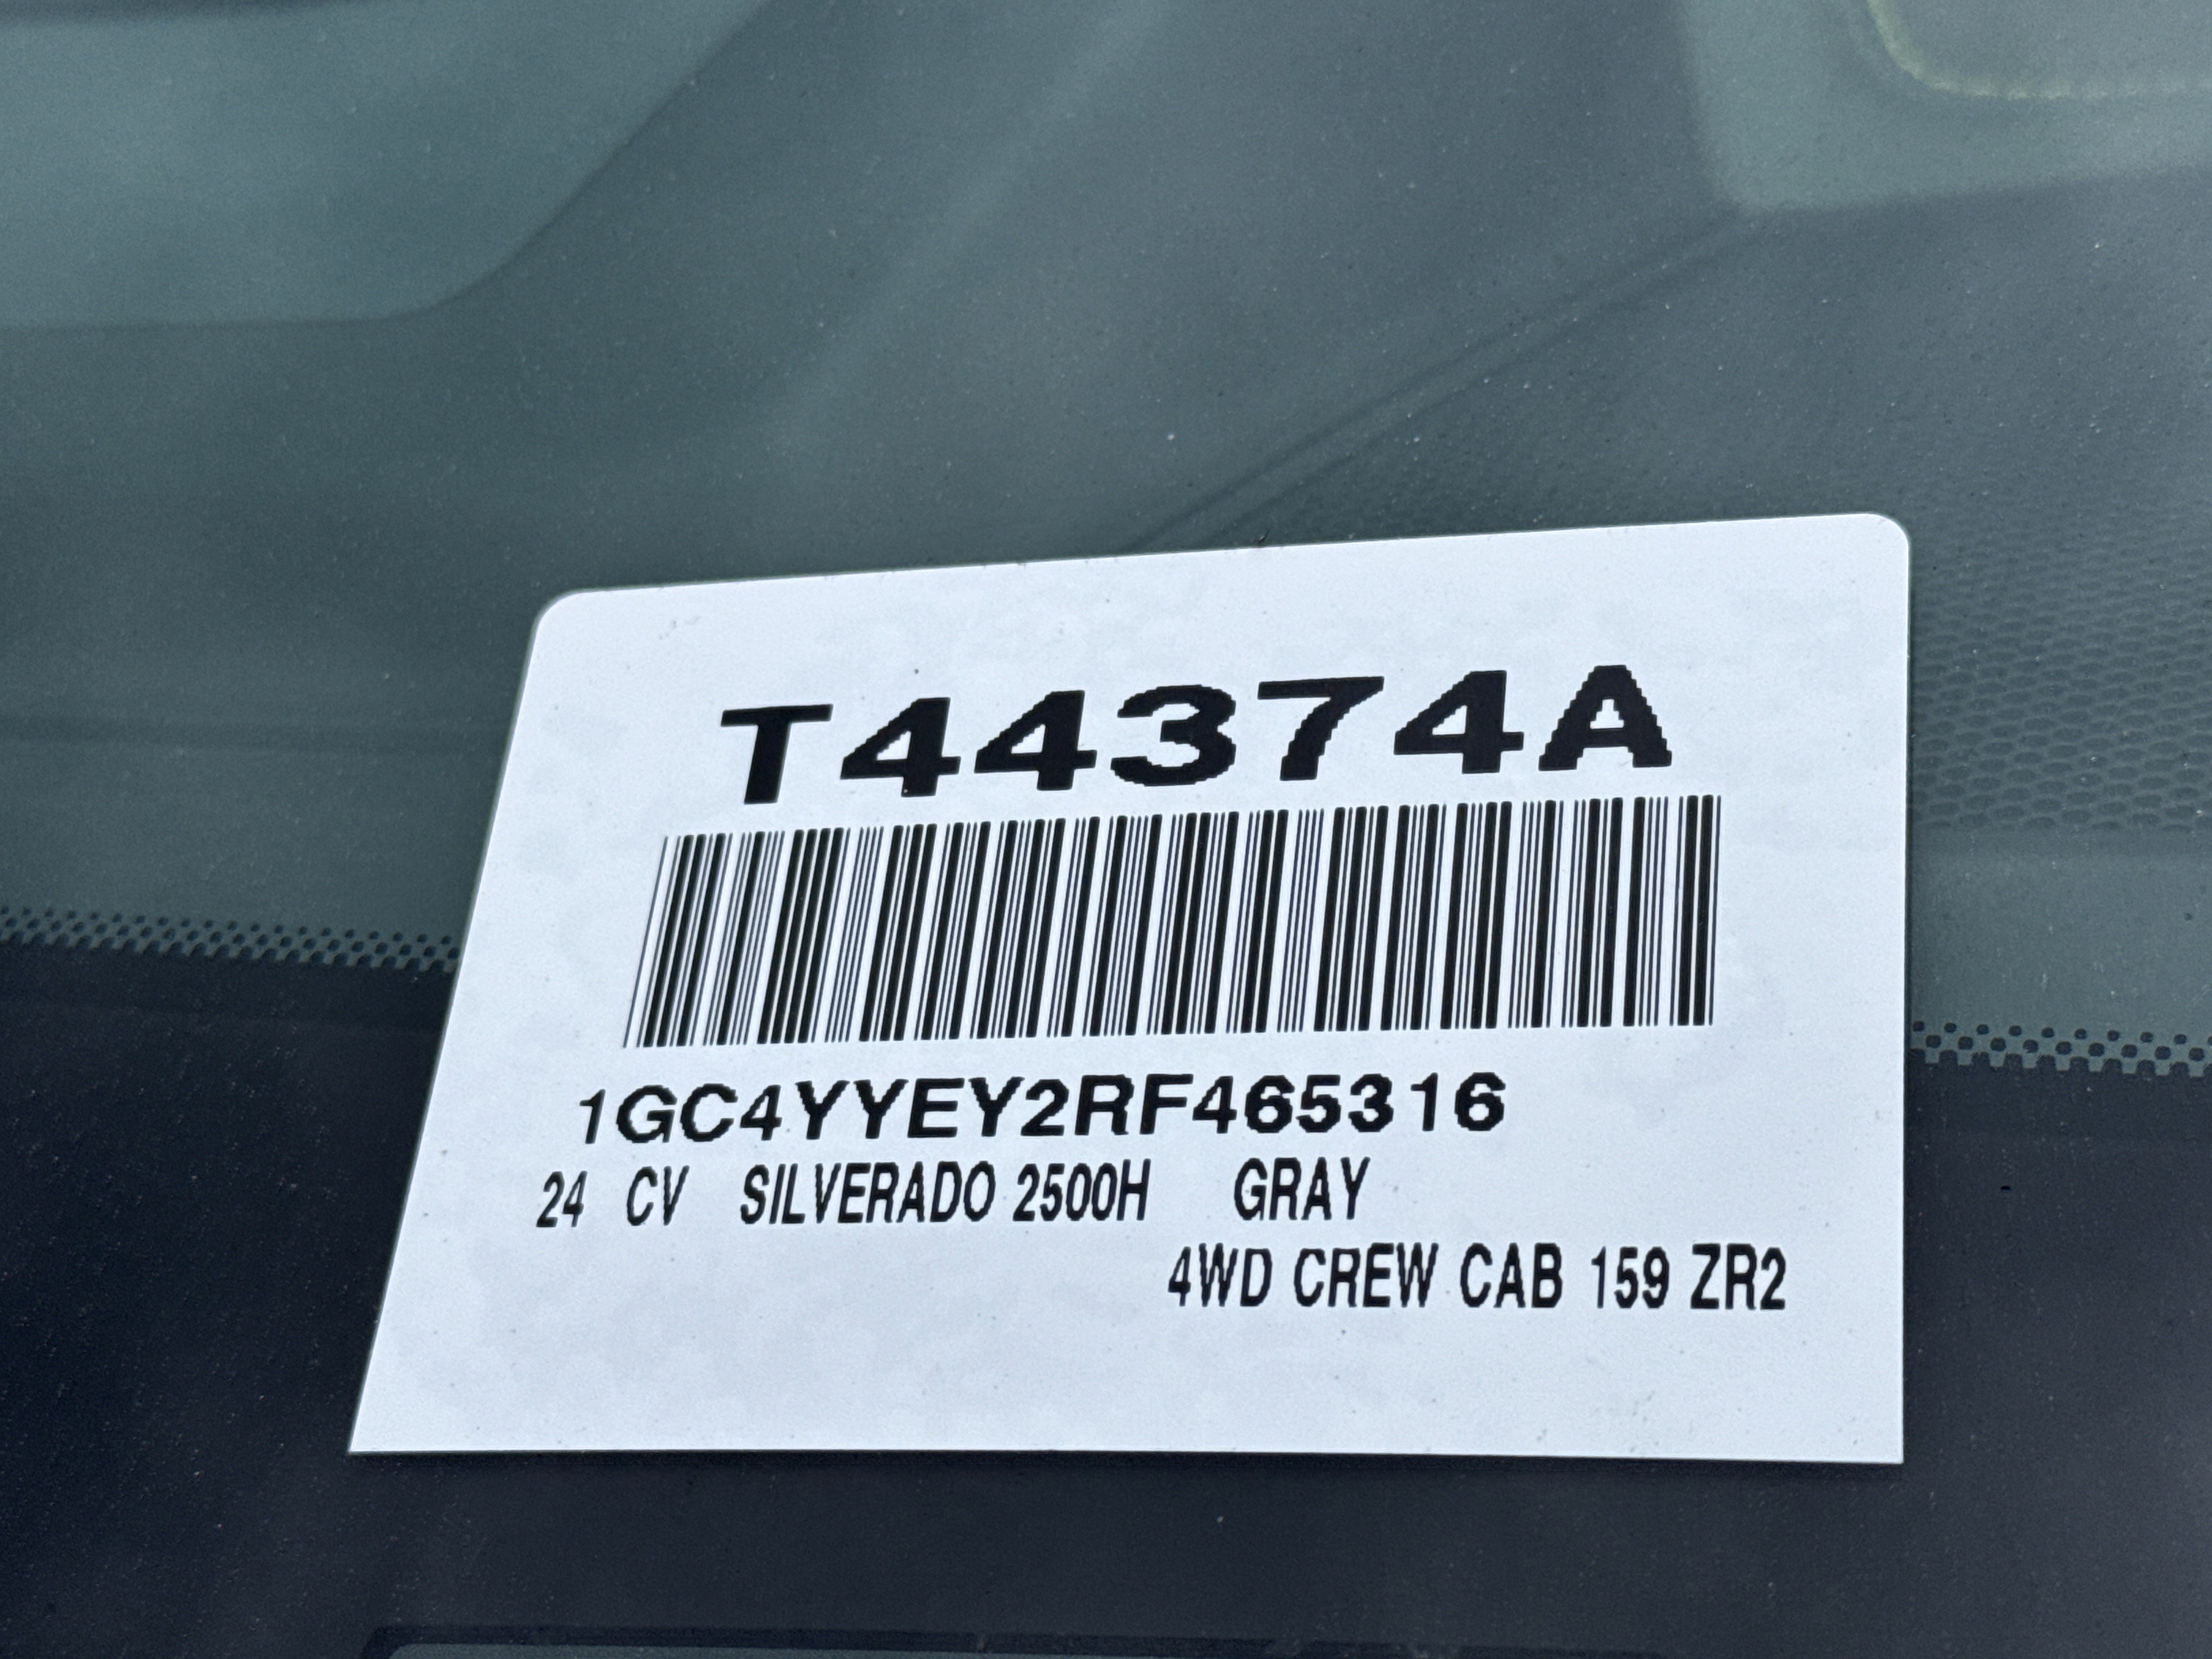 T44374A
1GC4YYEY2RF465316
24 CV SILVERADO 2500H GRAY
4WD CREW CAB 159 ZR2